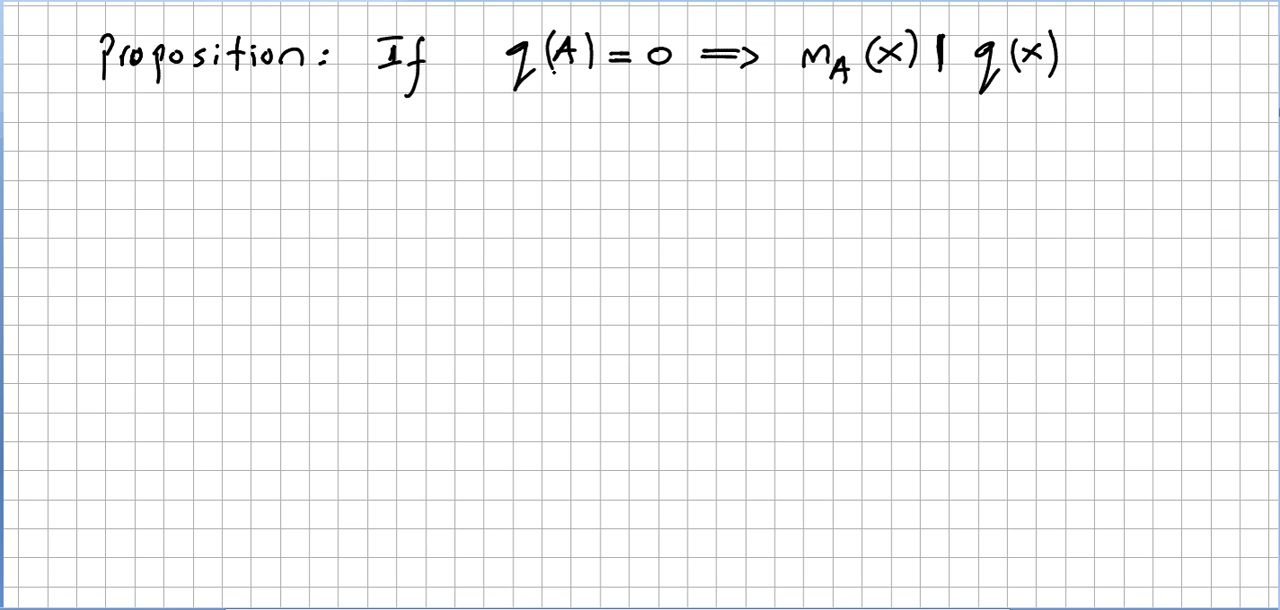 Proposition: If q(A) = 0 => m_A(x) | q(x)